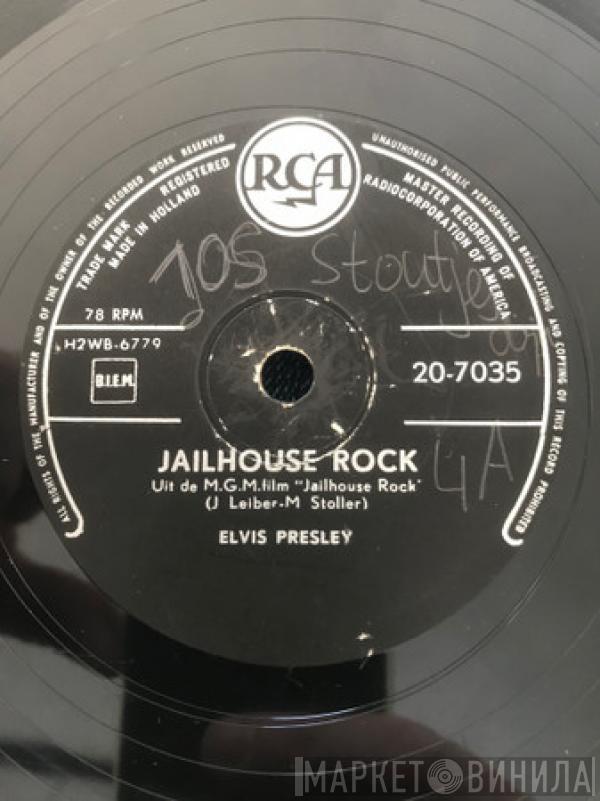 ALL RIGHTS OF THE MANUFACTURER AND OF THE OWNER OF THE RECORDED WORK RESERVED
UNAUTHORISED PUBLIC PERFORMANCE BROADCASTING AND COPYING OF THIS RECORD PROHIBITED
RCA
TRADE MARK REGISTERED
MADE IN HOLLAND
MASTER RECORDING OF
RADIOCORPORATION OF AMERICA
JOS Stoutjes
78 RPM
H2WB-6779
B.I.E.M.
20-7035
4A
JAILHOUSE ROCK
Uit de M.G.M.film "Jailhouse Rock"
(J Leiber-M Stoller)
ELVIS PRESLEY
МАРКЕТ ВИНИЛА